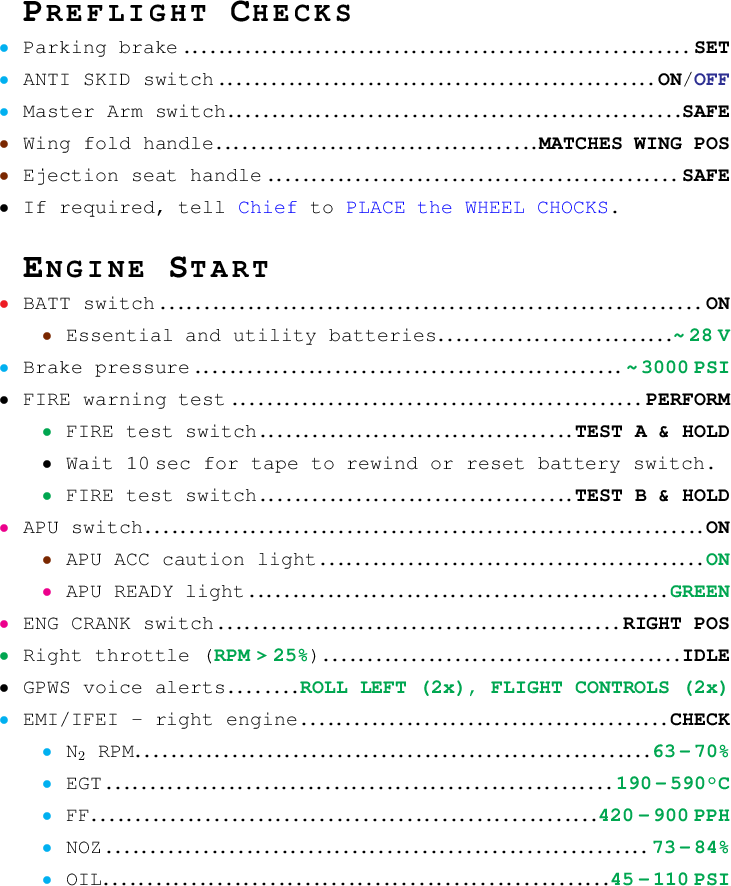 PREFLIGHT CHECKS
• Parking brake ........ SET
• ANTI SKID switch ........ ON/OFF
• Master Arm switch ........ SAFE
• Wing fold handle ........ MATCHES WING POS
• Ejection seat handle ........ SAFE
• If required, tell Chief to PLACE the WHEEL CHOCKS.
ENGINE START
• BATT switch ........ ON
• Essential and utility batteries ........ ~28 V
• Brake pressure ........ ~3000 PSI
• FIRE warning test ........ PERFORM
• FIRE test switch ........ TEST A & HOLD
• Wait 10 sec for tape to rewind or reset battery switch.
• FIRE test switch ........ TEST B & HOLD
• APU switch ........ ON
• APU ACC caution light ........ ON
• APU READY light ........ GREEN
• ENG CRANK switch ........ RIGHT POS
• Right throttle (RPM > 25%) ........ IDLE
• GPWS voice alerts ........ ROLL LEFT (2x), FLIGHT CONTROLS (2x)
• EMI/IFEI – right engine ........ CHECK
• N₂ RPM ........ 63–70%
• EGT ........ 190–590°C
• FF ........ 420–900 PPH
• NOZ ........ 73–84%
• OIL ........ 45–110 PSI